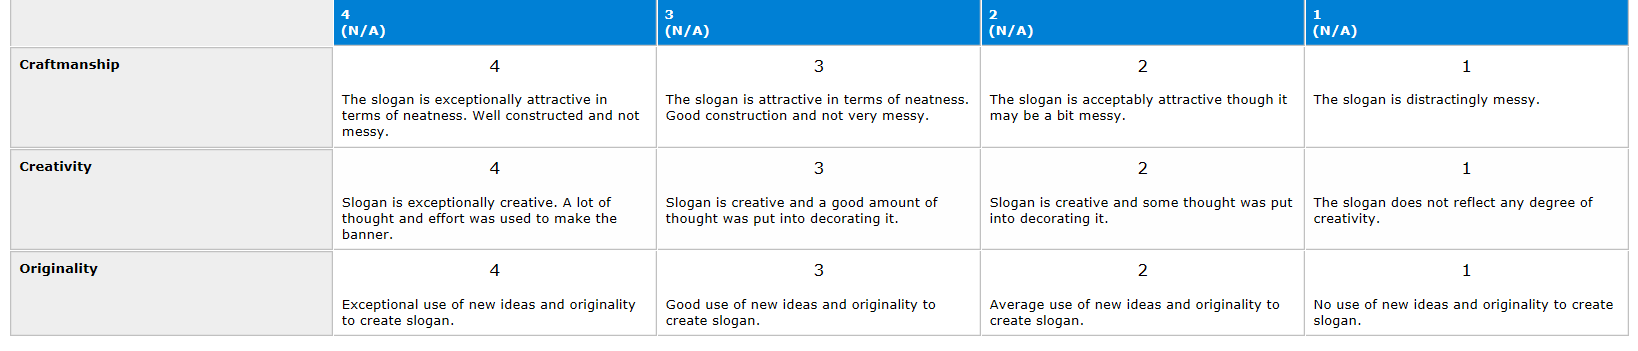 4
(N/A)
3
(N/A)
2
(N/A)
1
(N/A)
Craftmanship
4
The slogan is exceptionally attractive in
terms of neatness. Well constructed and not
messy.
3
The slogan is attractive in terms of neatness.
Good construction and not very messy.
2
The slogan is acceptably attractive though it
may be a bit messy.
1
The slogan is distractingly messy.
Creativity
4
Slogan is exceptionally creative. A lot of
thought and effort was used to make the
banner.
3
Slogan is creative and a good amount of
thought was put into decorating it.
2
Slogan is creative and some thought was put
into decorating it.
1
The slogan does not reflect any degree of
creativity.
Originality
4
Exceptional use of new ideas and originality
to create slogan.
3
Good use of new ideas and originality to
create slogan.
2
Average use of new ideas and originality to
create slogan.
1
No use of new ideas and originality to create
slogan.